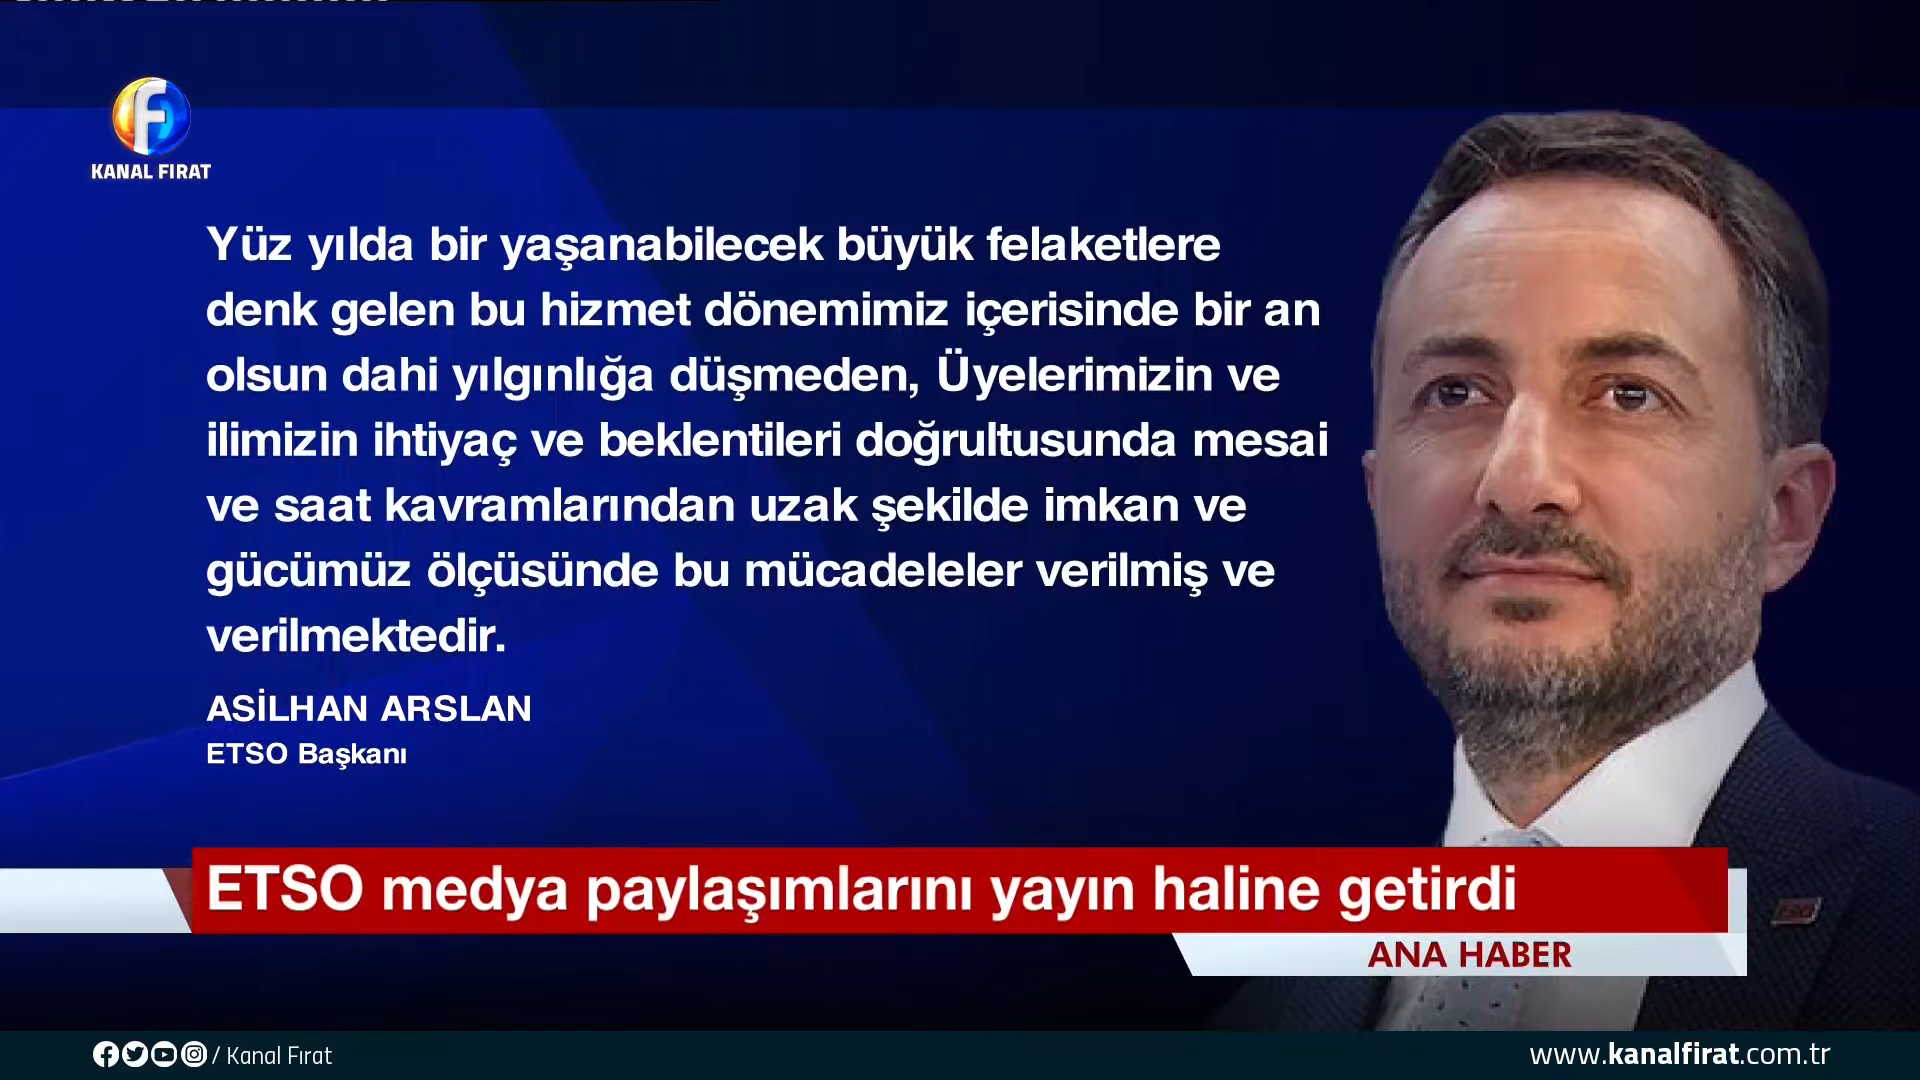 KANAL FIRAT
Yüz yılda bir yaşanabilecek büyük felaketlere
denk gelen bu hizmet dönemimiz içerisinde bir an
olsun dahi yılgınlığa düşmeden, Üyelerimizin ve
ilimizin ihtiyaç ve beklentileri doğrultusunda mesai
ve saat kavramlarından uzak şekilde imkan ve
gücümüz ölçüsünde bu mücadeleler verilmiş ve
verilmektedir.
ASİLHAN ARSLAN
ETSO Başkanı
ETSO medya paylaşımlarını yayın haline getirdi
ANA HABER
/ Kanal Fırat
www.kanalfirat.com.tr